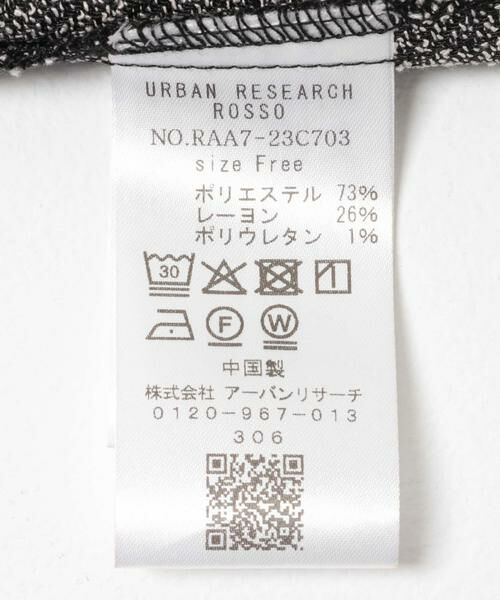 URBAN RESEARCH
ROSSO
NO.RAA7-23C703
size Free
ポリエステル 73%
レーヨン 26%
ポリウレタン 1%
30
F W
中国製
株式会社 アーバンリサーチ
0120-967-013
306